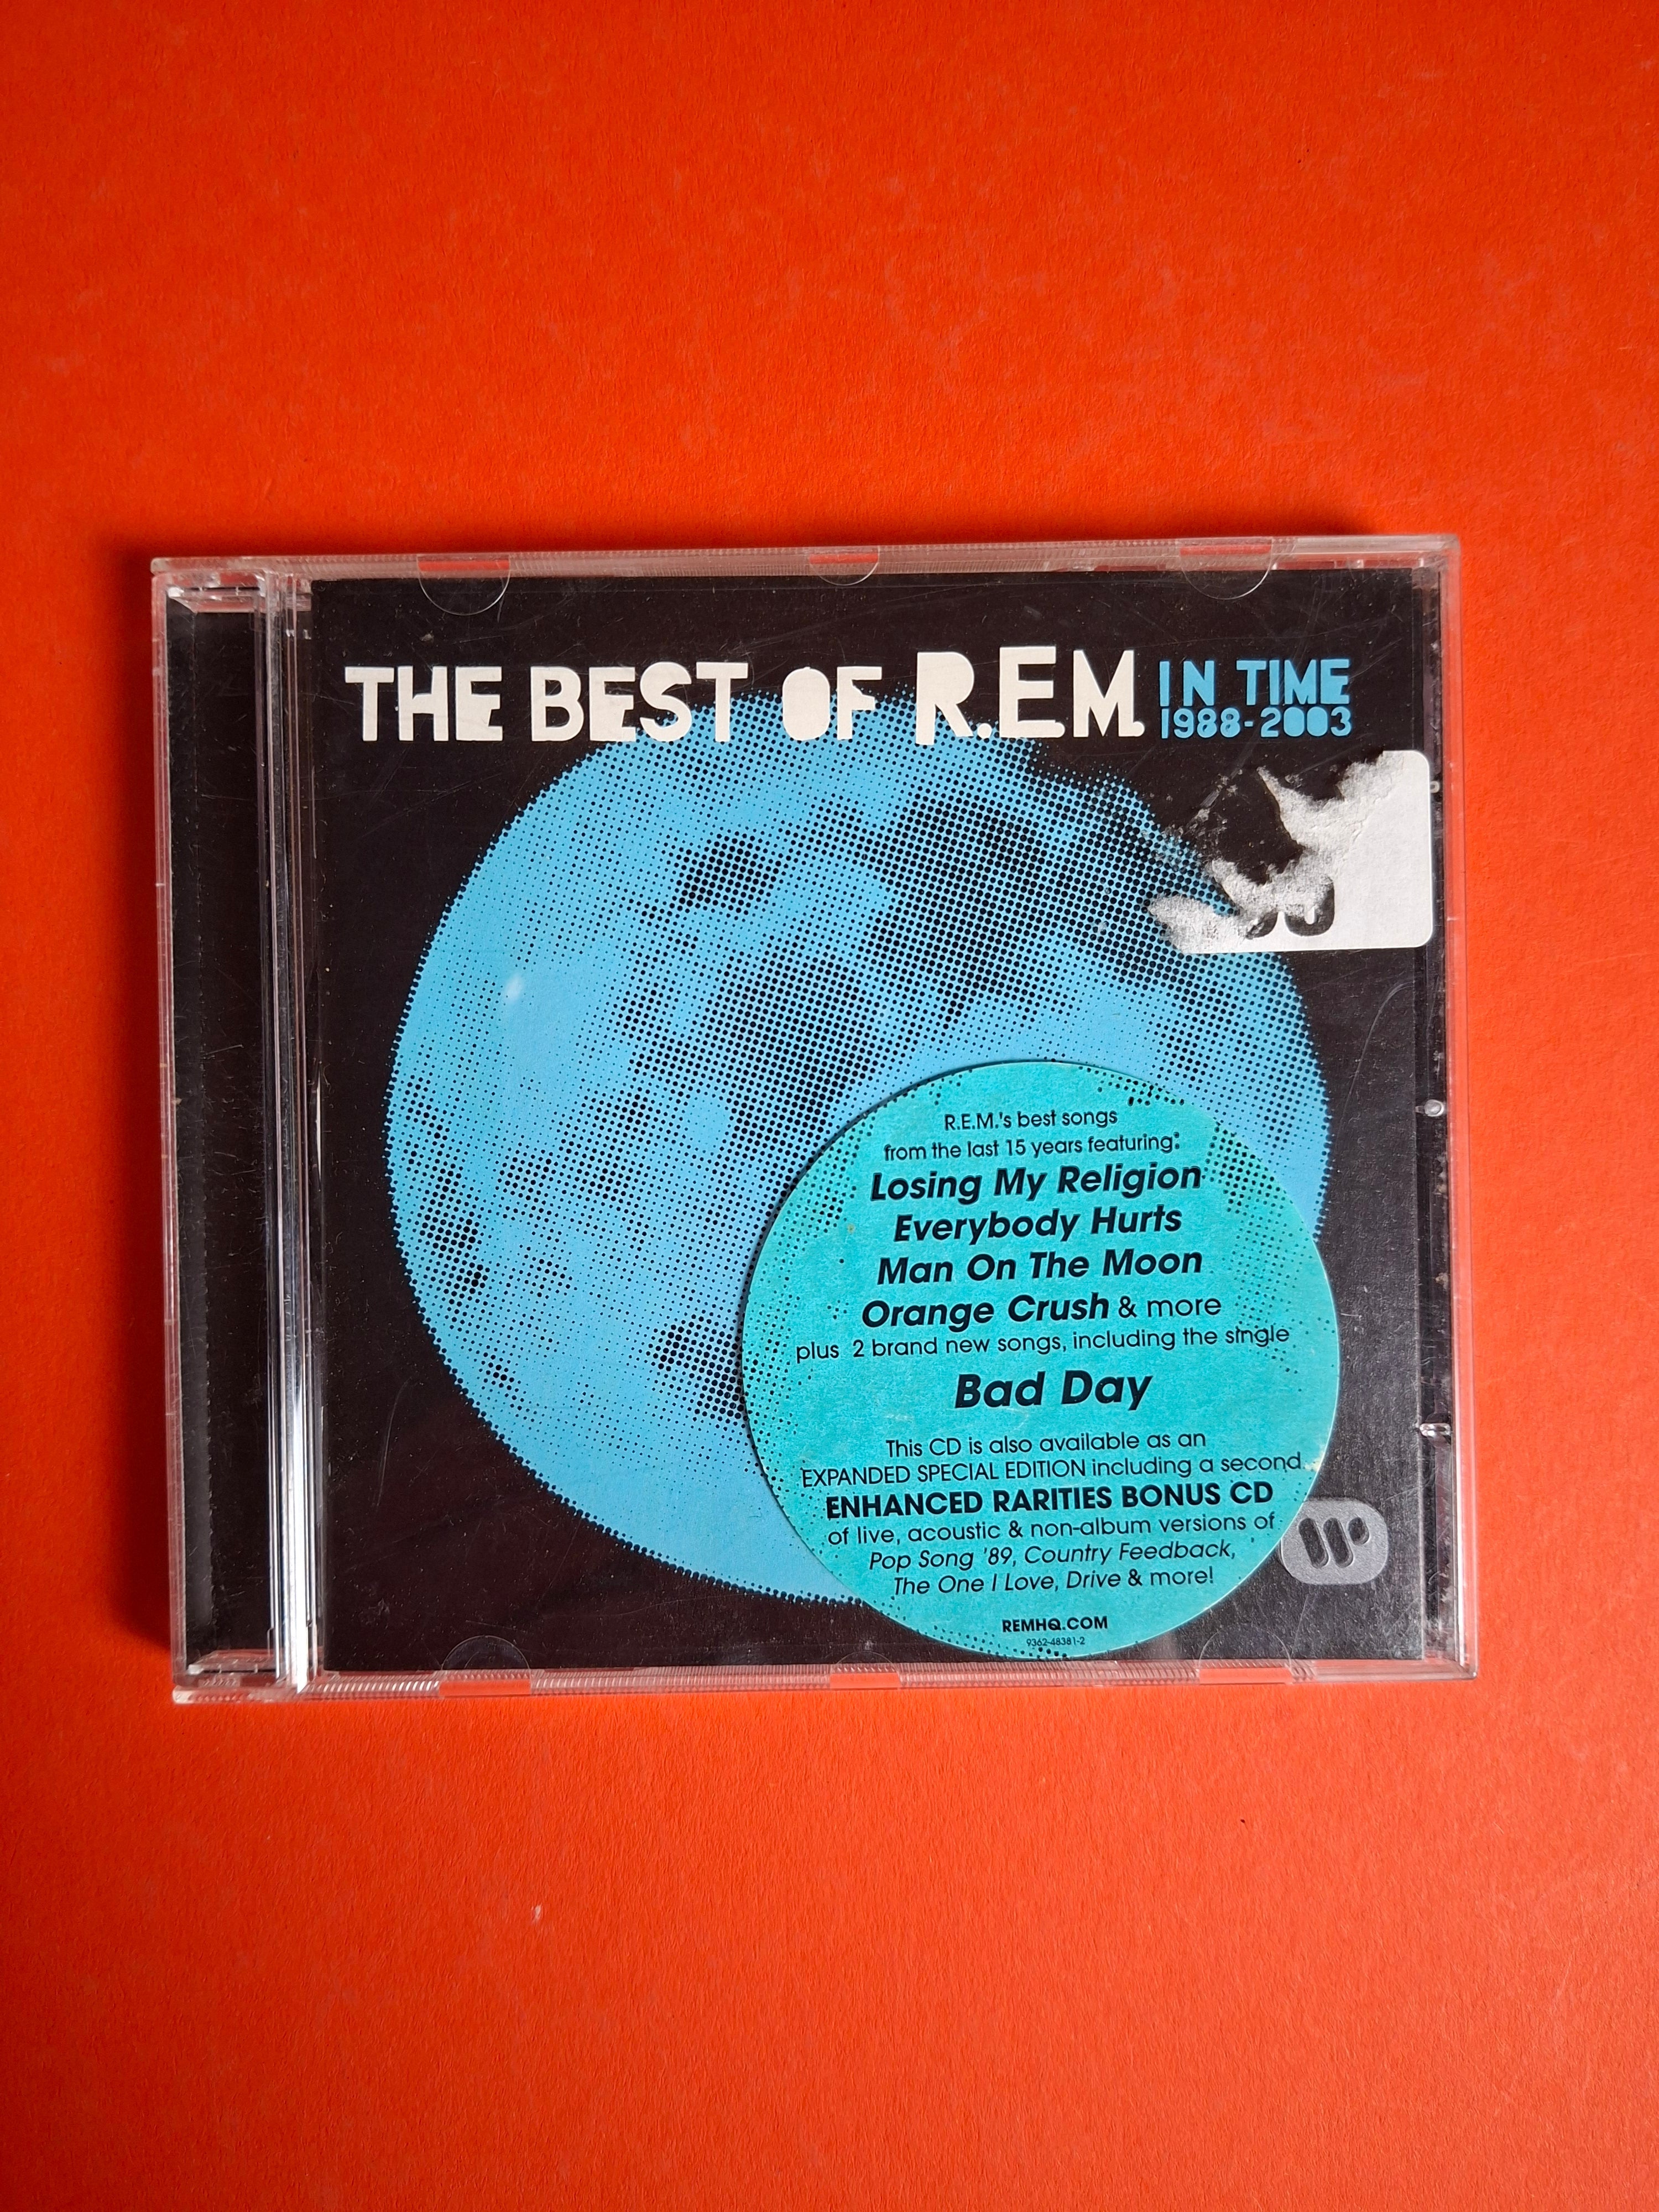 THE BEST OF R.E.M. IN TIME
1988-2003
R.E.M.'s best songs
from the last 15 years featuring:
Losing My Religion
Everybody Hurts
Man On The Moon
Orange Crush & more
plus 2 brand new songs, including the single
Bad Day
This CD is also available as an
EXPANDED SPECIAL EDITION including a second
ENHANCED RARITIES BONUS CD
of live, acoustic & non-album versions of
Pop Song '89, Country Feedback,
The One I Love, Drive & more!
REMHQ.COM
9362-48381-2